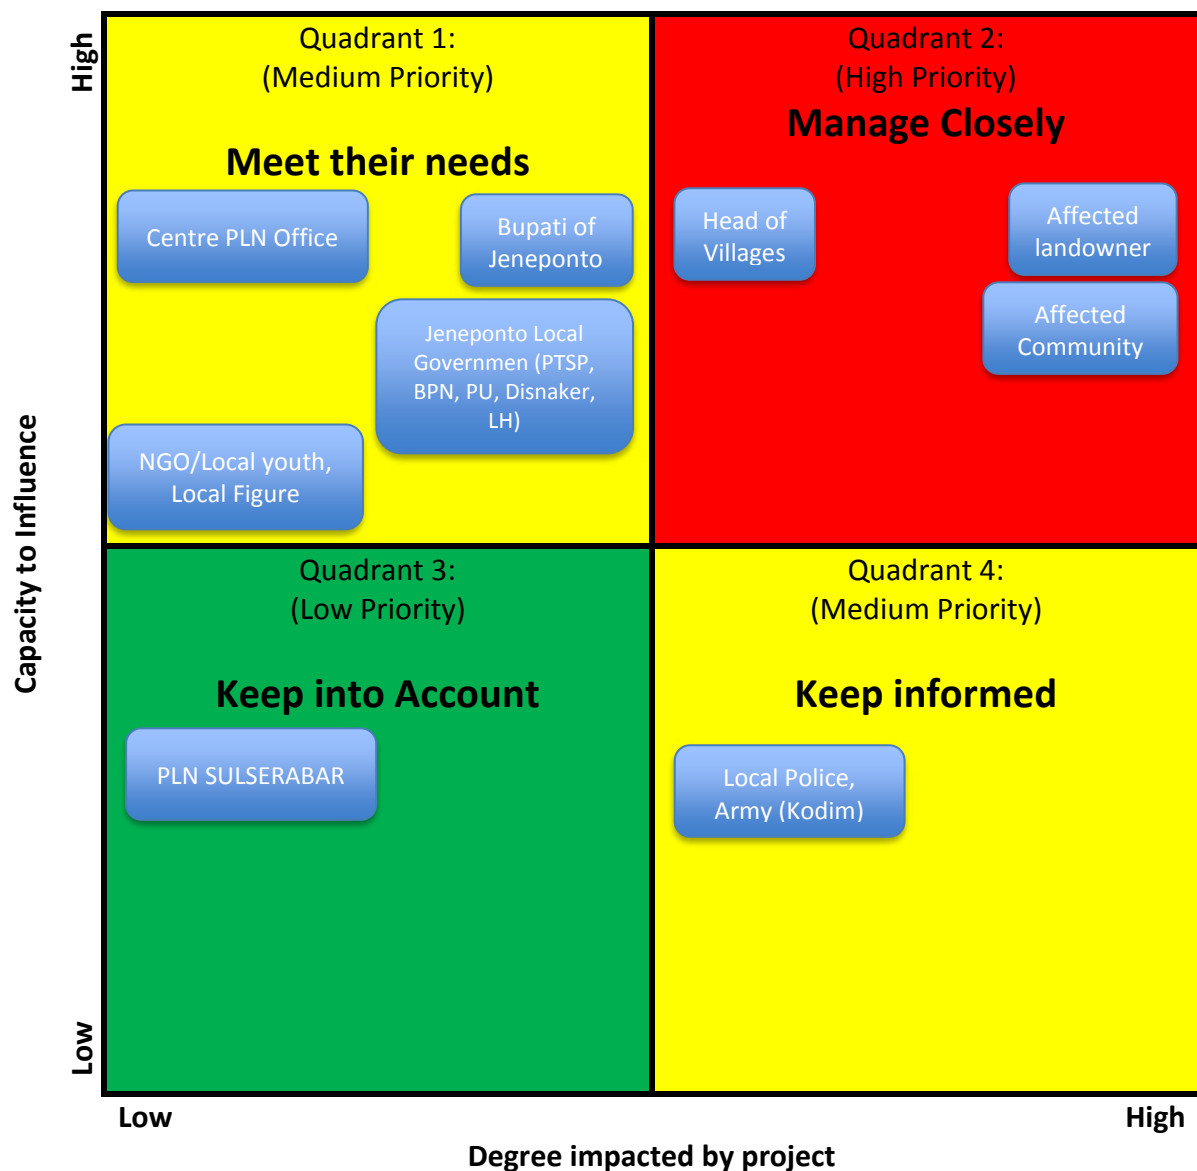 High
Capacity to Influence
Low
Quadrant 1:
(Medium Priority)
Meet their needs
Centre PLN Office
Bupati of
Jeneponto
Jeneponto Local
Governmen (PTSP,
BPN, PU, Disnaker,
LH)
NGO/Local youth,
Local Figure
Quadrant 2:
(High Priority)
Manage Closely
Head of
Villages
Affected
landowner
Affected
Community
Quadrant 3:
(Low Priority)
Keep into Account
PLN SULSERABAR
Quadrant 4:
(Medium Priority)
Keep informed
Local Police,
Army (Kodim)
Low
High
Degree impacted by project